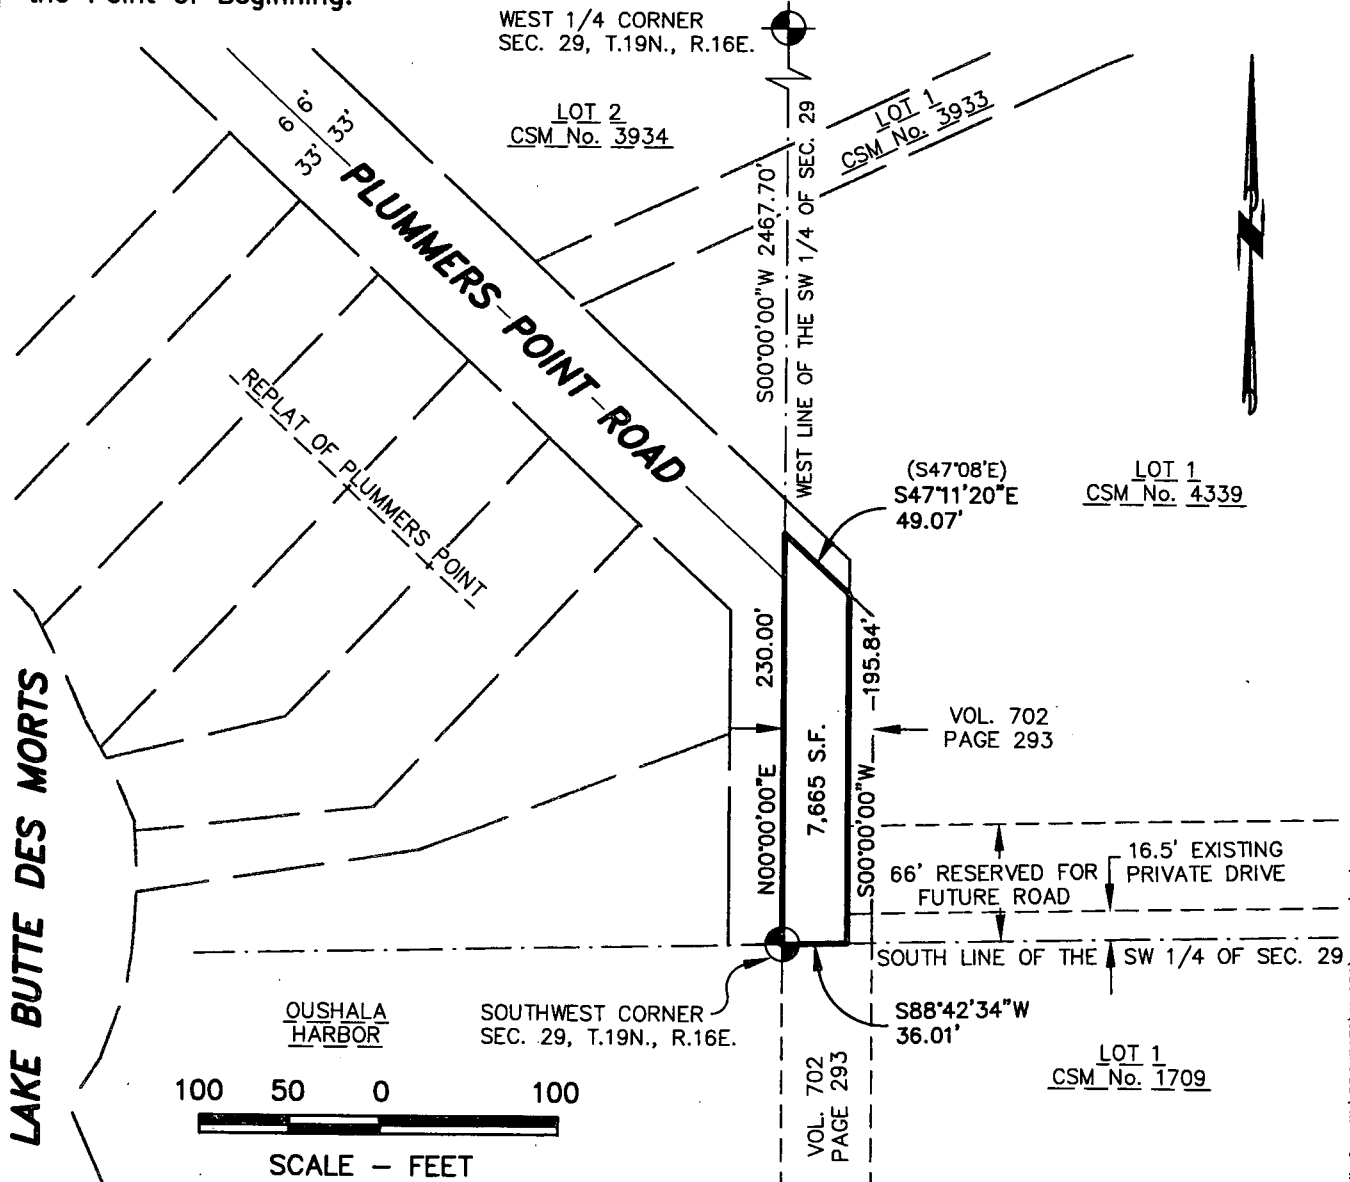 the Point of Beginning.
WEST 1/4 CORNER
SEC. 29, T.19N., R.16E.
LOT 2
CSM No. 3934
LOT 1
CSM No. 3933
6 6'
33' 33'
PLUMMERS POINT ROAD
S00°00'00"W 2467.70'
WEST LINE OF THE SW 1/4 OF SEC. 29
REPLAT OF PLUMMERS POINT
(S47°08'E)
S47°11'20"E
49.07'
LOT 1
CSM No. 4339
LAKE BUTTE DES MORTS
N00°00'00"E 230.00'
7,665 S.F.
S00°00'00"W 195.84'
VOL. 702
PAGE 293
66' RESERVED FOR
FUTURE ROAD
16.5' EXISTING
PRIVATE DRIVE
SOUTH LINE OF THE SW 1/4 OF SEC. 29
OUSHALA
HARBOR
SOUTHWEST CORNER
SEC. 29, T.19N., R.16E.
S88°42'34"W
36.01'
VOL. 702
PAGE 293
LOT 1
CSM No. 1709
100 50 0 100
SCALE – FEET